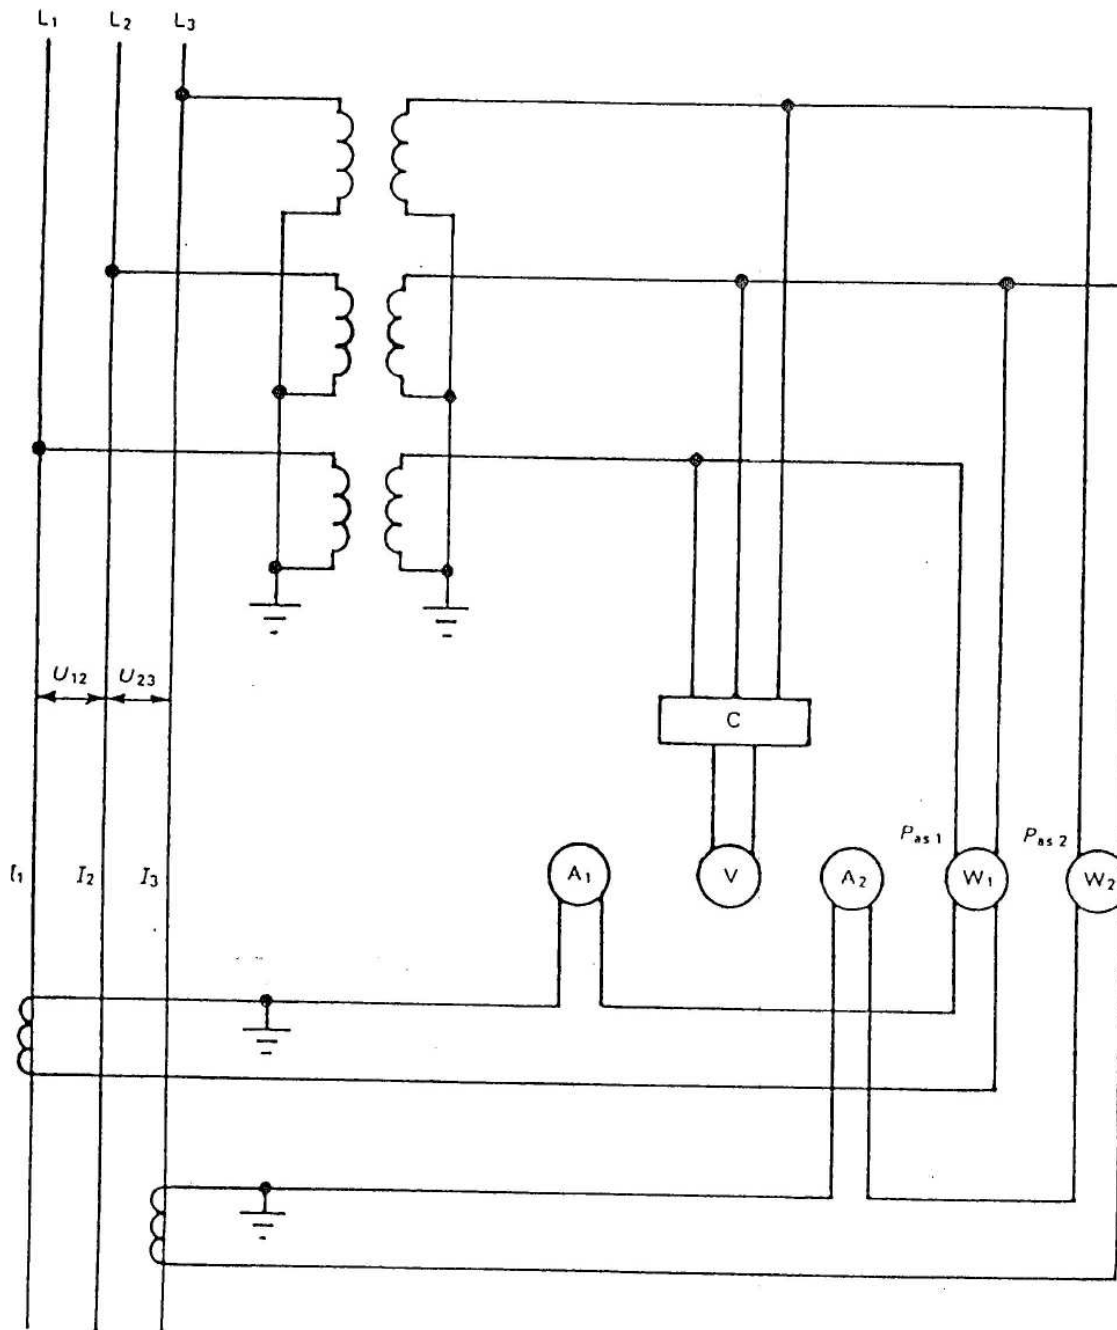 L₁ L₂ L₃
U₁₂ U₂₃
C
Pas 1 Pas 2
I₁ I₂ I₃ A₁ V A₂ W₁ W₂